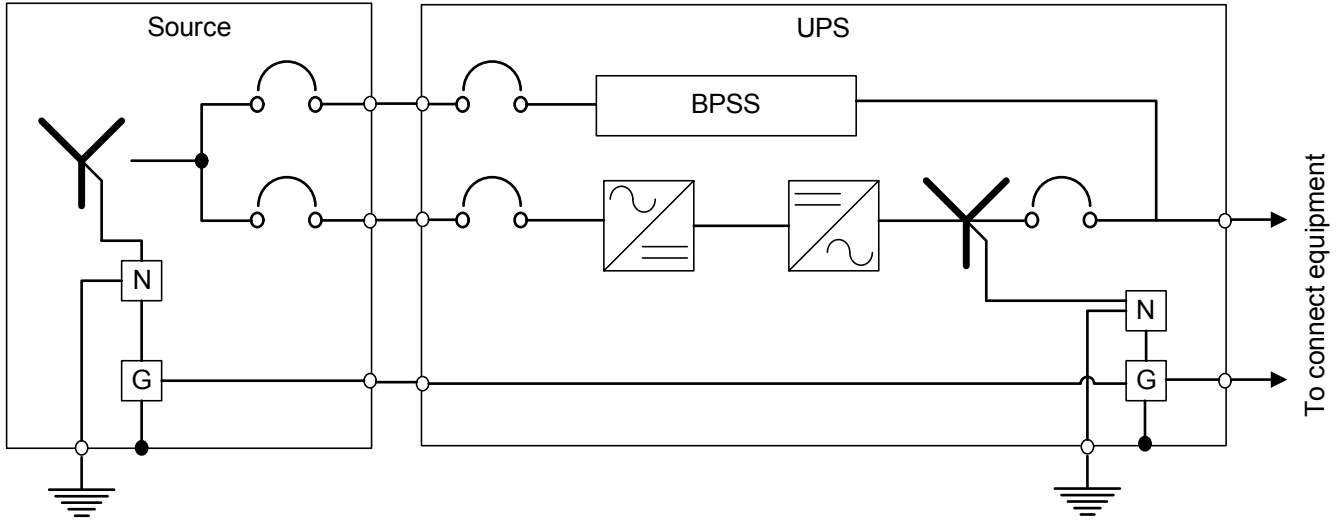 Source
UPS
BPSS
N
G
N
G
To connect equipment